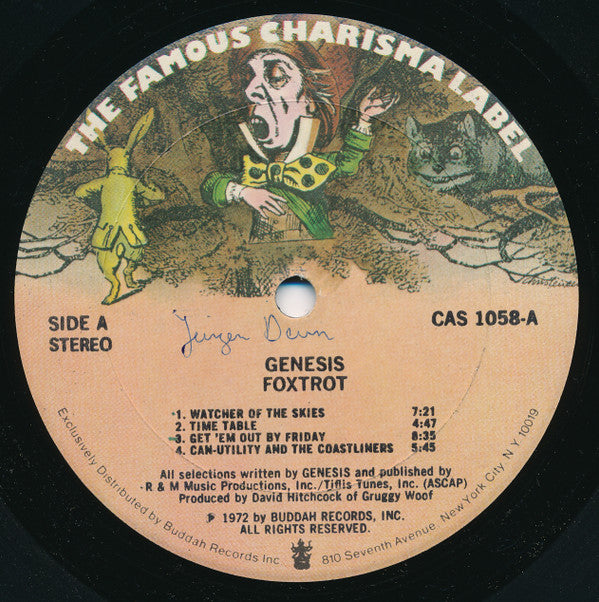 THE FAMOUS CHARISMA LABEL
SIDE A
STEREO
CAS 1058-A
GENESIS
FOXTROT
1. WATCHER OF THE SKIES 7:21
2. TIME TABLE 4:47
3. GET 'EM OUT BY FRIDAY 8:35
4. CAN-UTILITY AND THE COASTLINERS 5:45
All selections written by GENESIS and published by
R & M Music Productions, Inc./Tiflis Tunes, Inc. (ASCAP)
Produced by David Hitchcock of Gruggy Woof
℗ 1972 by BUDDAH RECORDS, INC.
ALL RIGHTS RESERVED.
Exclusively Distributed by Buddah Records Inc. 810 Seventh Avenue, New York City N.Y. 10019